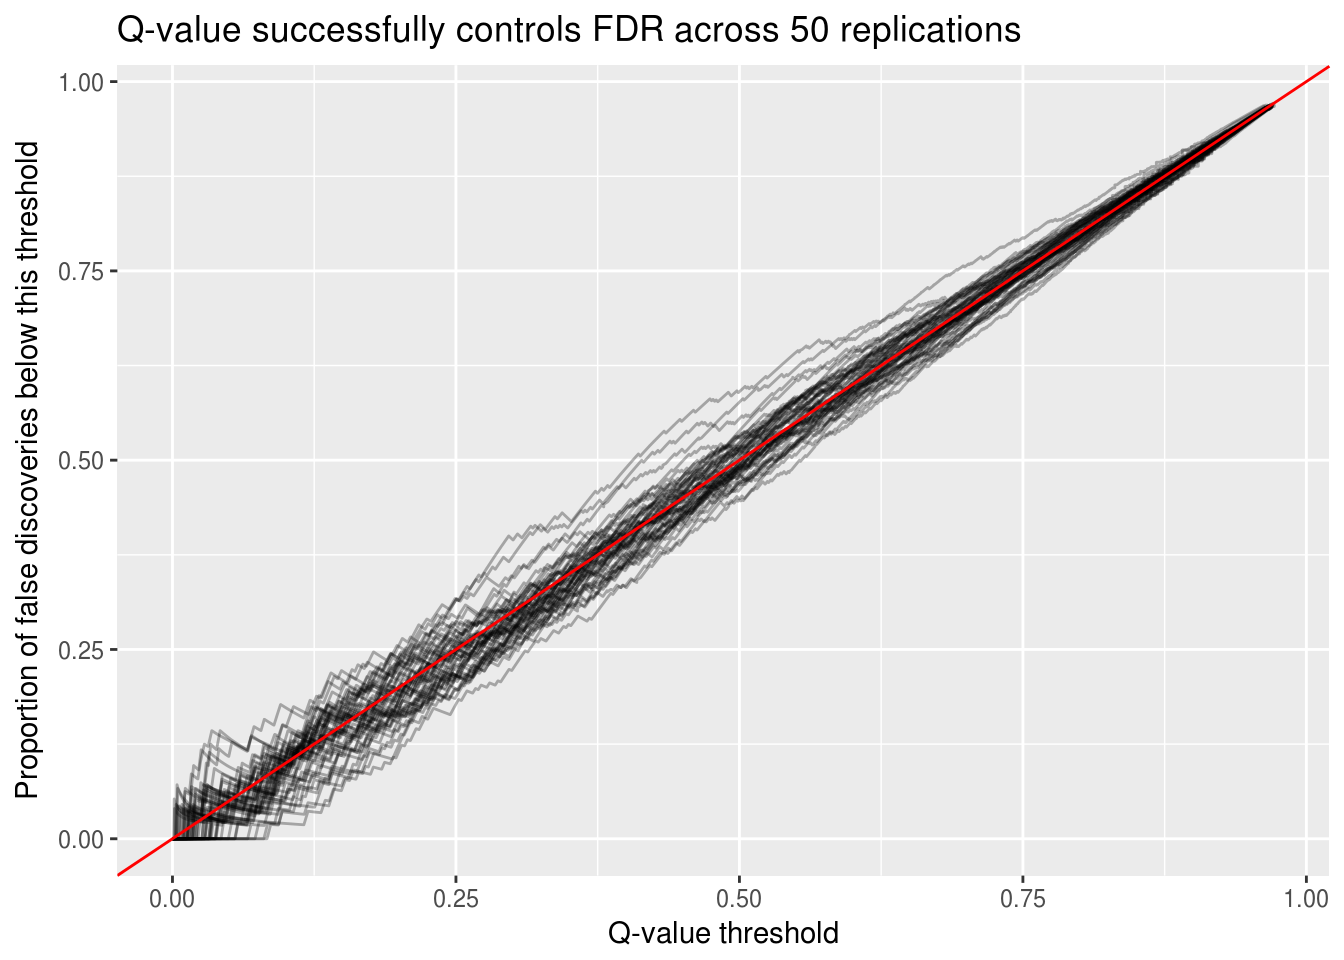 Q-value successfully controls FDR across 50 replications
Proportion of false discoveries below this threshold
1.00
0.75
0.50
0.25
0.00
0.00 0.25 0.50 0.75 1.00
Q-value threshold